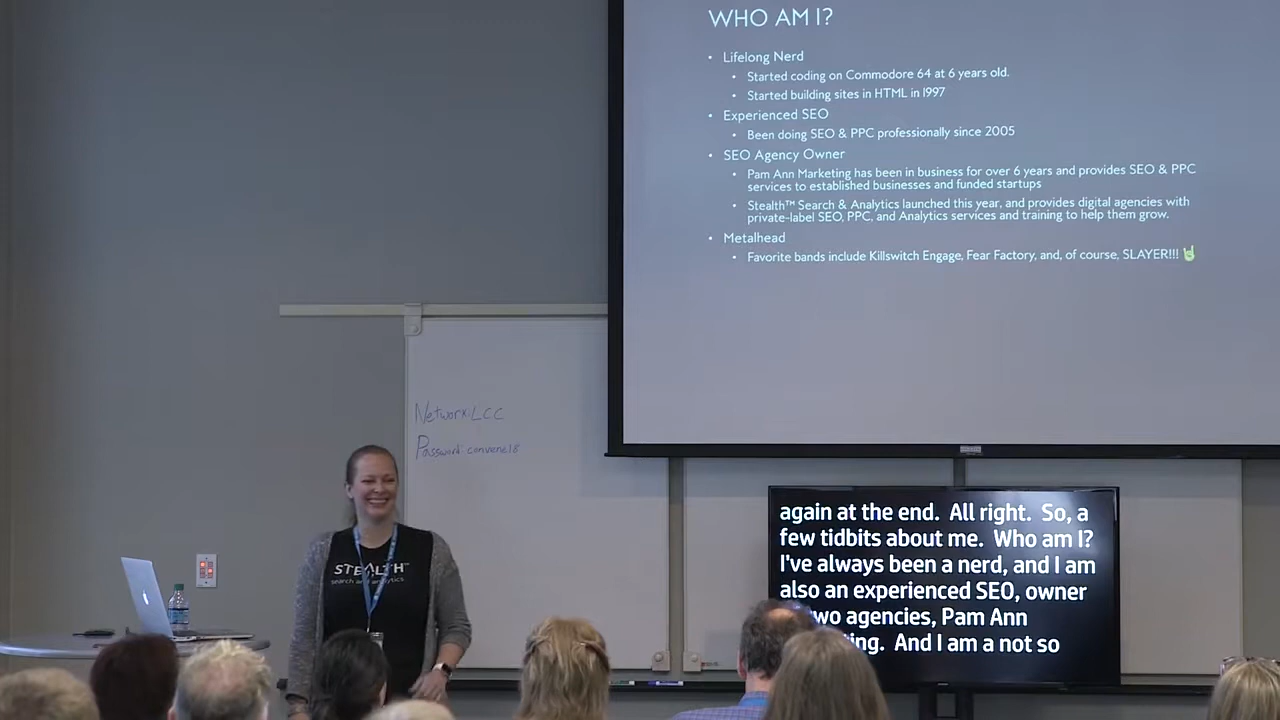 WHO AM I?
• Lifelong Nerd
• Started coding on Commodore 64 at 6 years old.
• Started building sites in HTML in 1997
• Experienced SEO
• Been doing SEO & PPC professionally since 2005
• SEO Agency Owner
• Pam Ann Marketing has been in business for over 6 years and provides SEO & PPC
services to established businesses and funded startups
• Stealth™ Search & Analytics launched this year, and provides digital agencies with
private-label SEO, PPC, and Analytics services and training to help them grow.
• Metalhead
• Favorite bands include Killswitch Engage, Fear Factory, and, of course, SLAYER!!! 🤘
Network: LCC
Password: convene18
STEALTH™
search and analytics
again at the end. All right. So, a
few tidbits about me. Who am I?
I've always been a nerd, and I am
also an experienced SEO, owner
two agencies, Pam Ann
ting. And I am a not so